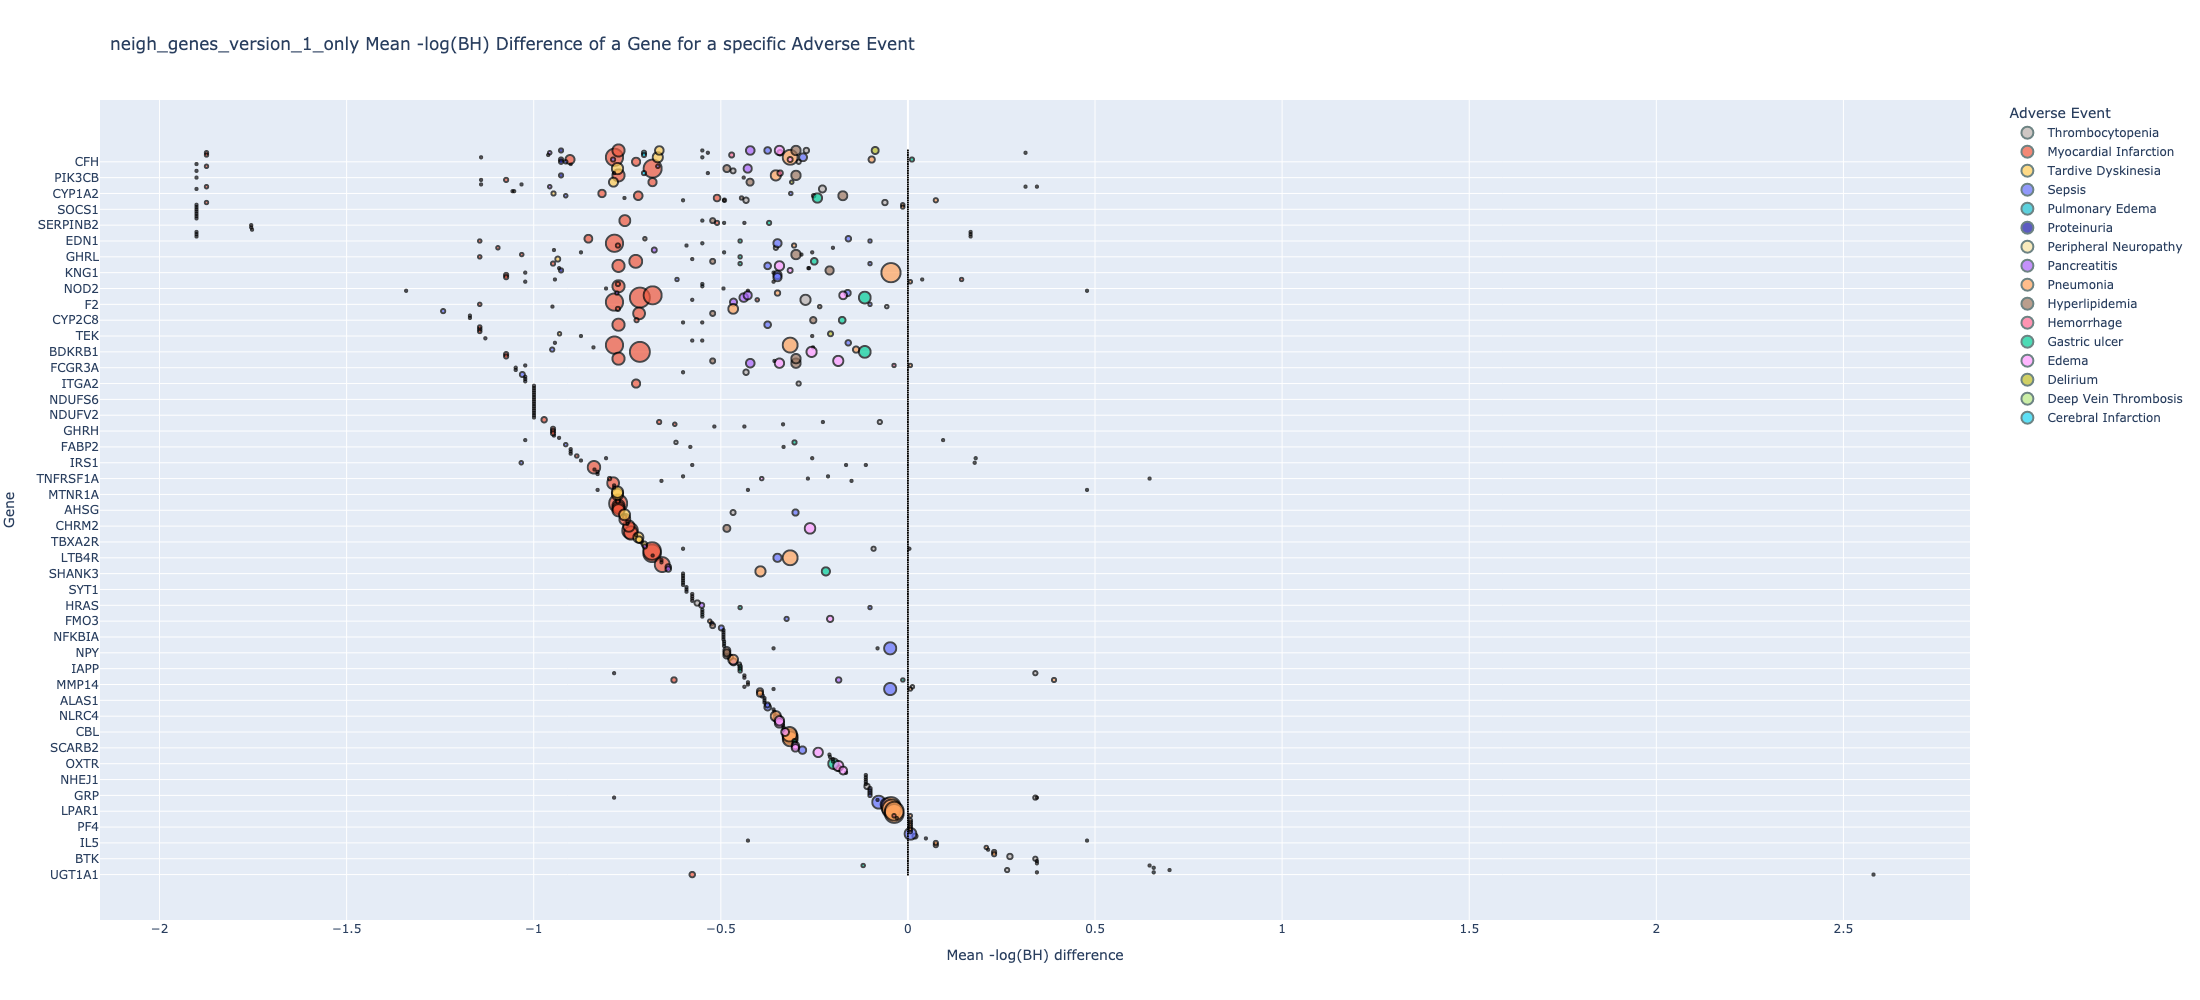 neigh_genes_version_1_only Mean -log(BH) Difference of a Gene for a specific Adverse Event
Adverse Event
Thrombocytopenia
Myocardial Infarction
Tardive Dyskinesia
Sepsis
Pulmonary Edema
Proteinuria
Peripheral Neuropathy
Pancreatitis
Pneumonia
Hyperlipidemia
Hemorrhage
Gastric ulcer
Edema
Delirium
Deep Vein Thrombosis
Cerebral Infarction
Gene
CFH
PIK3CB
CYP1A2
SOCS1
SERPINB2
EDN1
GHRL
KNG1
NOD2
F2
CYP2C8
TEK
BDKRB1
FCGR3A
ITGA2
NDUFS6
NDUFV2
GHRH
FABP2
IRS1
TNFRSF1A
MTNR1A
AHSG
CHRM2
TBXA2R
LTB4R
SHANK3
SYT1
HRAS
FMO3
NFKBIA
NPY
IAPP
MMP14
ALAS1
NLRC4
CBL
SCARB2
OXTR
NHEJ1
GRP
LPAR1
PF4
IL5
BTK
UGT1A1
−2 −1.5 −1 −0.5 0 0.5 1 1.5 2 2.5
Mean -log(BH) difference